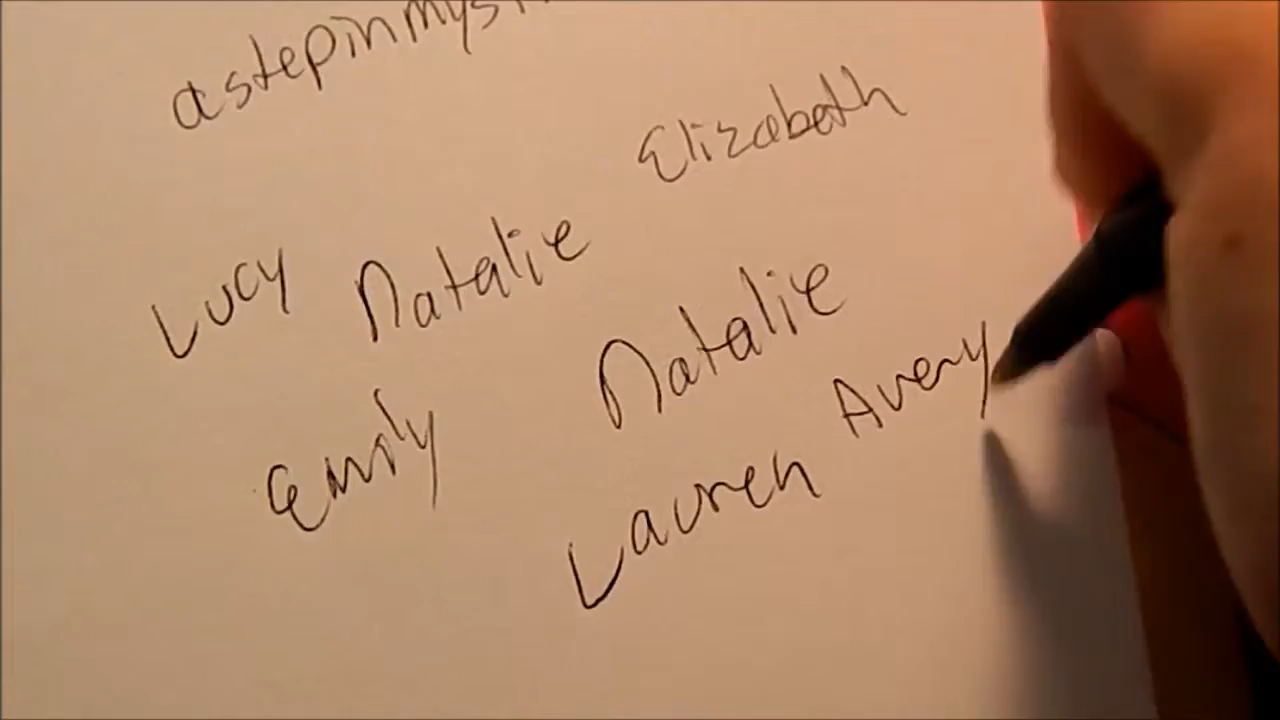 astepinmys
Elizabeth
Lucy Natalie
Natalie
Avery
Emily
Lauren